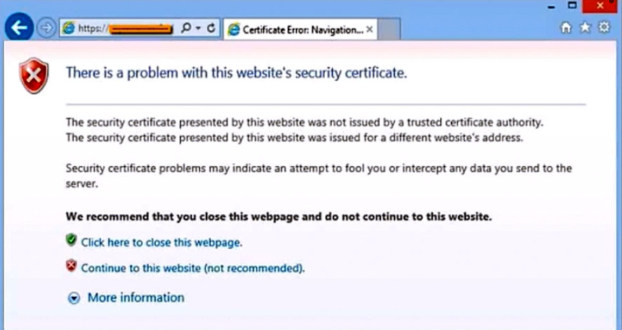 https://
Certificate Error: Navigation...
There is a problem with this website's security certificate.
The security certificate presented by this website was not issued by a trusted certificate authority.
The security certificate presented by this website was issued for a different website's address.
Security certificate problems may indicate an attempt to fool you or intercept any data you send to the
server.
We recommend that you close this webpage and do not continue to this website.
Click here to close this webpage.
Continue to this website (not recommended).
More information